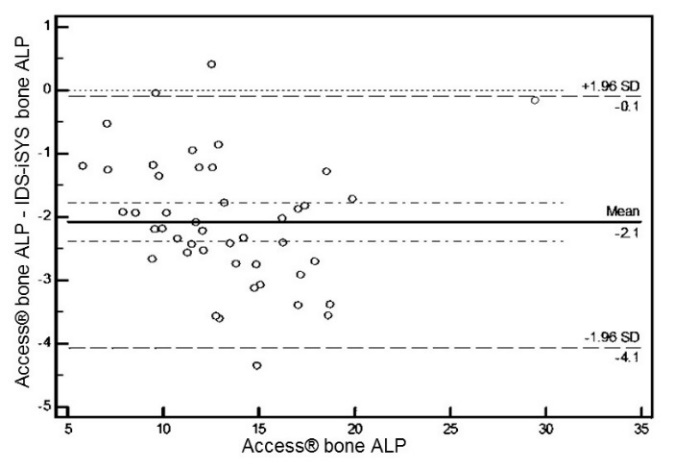 Access® bone ALP - IDS-iSYS bone ALP
1
0
-1
-2
-3
-4
-5
+1.96 SD
-0.1
Mean
-2.1
-1.96 SD
-4.1
5 10 15 20 25 30 35
Access® bone ALP